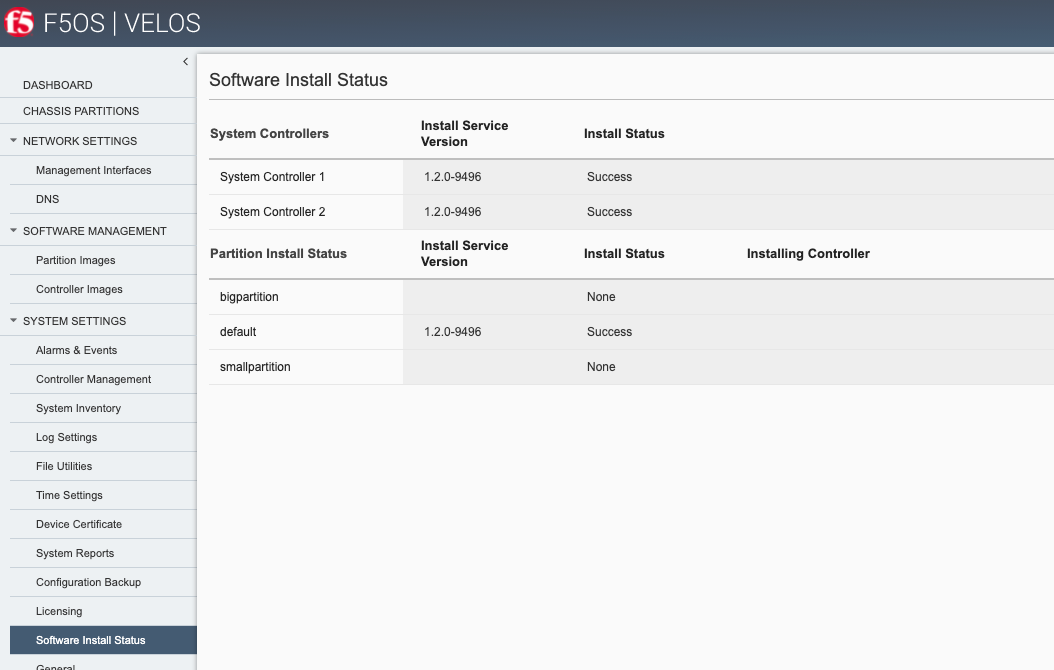 f5 F5OS | VELOS
DASHBOARD
CHASSIS PARTITIONS
NETWORK SETTINGS
Management Interfaces
DNS
SOFTWARE MANAGEMENT
Partition Images
Controller Images
SYSTEM SETTINGS
Alarms & Events
Controller Management
System Inventory
Log Settings
File Utilities
Time Settings
Device Certificate
System Reports
Configuration Backup
Licensing
Software Install Status
General
Software Install Status
System Controllers Install Service Version Install Status
System Controller 1 1.2.0-9496 Success
System Controller 2 1.2.0-9496 Success
Partition Install Status Install Service Version Install Status Installing Controller
bigpartition None
default 1.2.0-9496 Success
smallpartition None